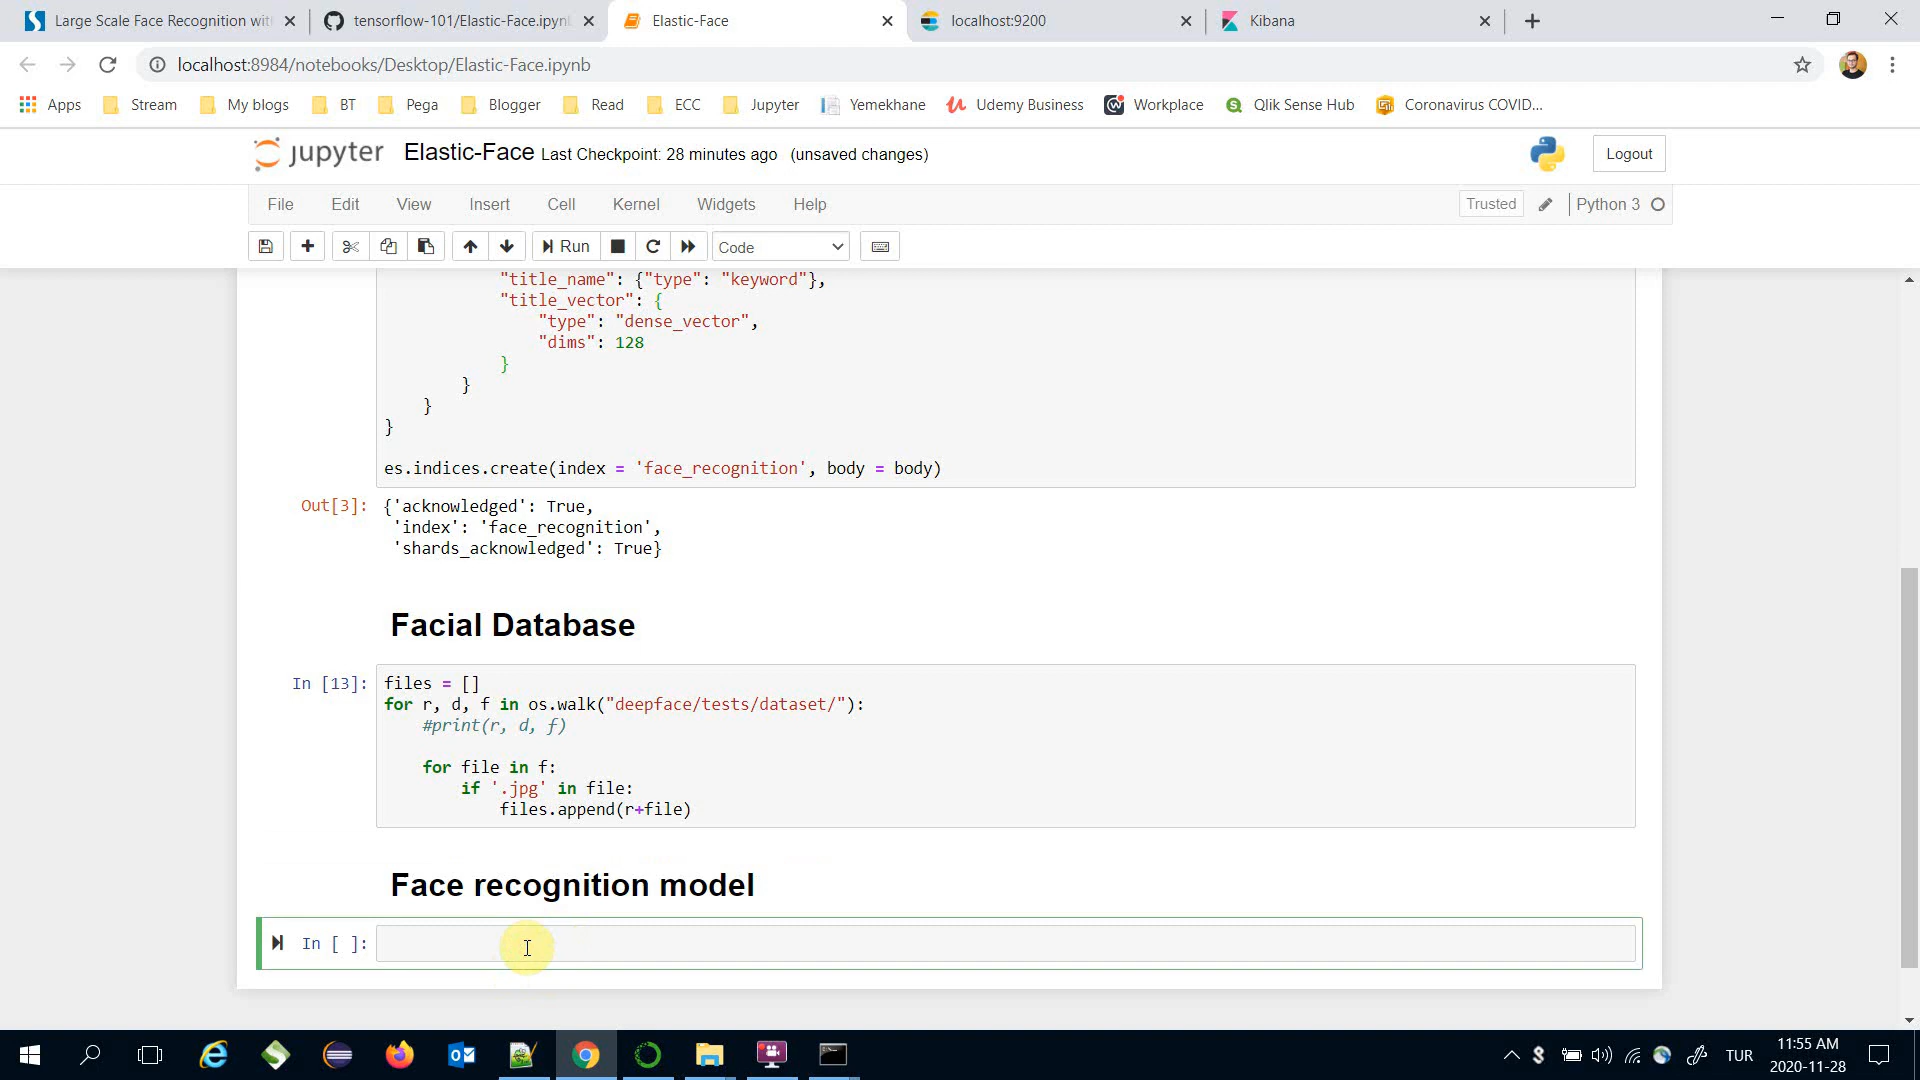 Large Scale Face Recognition wit
tensorflow-101/Elastic-Face.ipyn
Elastic-Face
localhost:9200
Kibana
localhost:8984/notebooks/Desktop/Elastic-Face.ipynb
Apps Stream My blogs BT Pega Blogger Read ECC Jupyter Yemekhane Udemy Business Workplace Qlik Sense Hub Coronavirus COVID...
jupyter Elastic-Face Last Checkpoint: 28 minutes ago (unsaved changes) Logout
File Edit View Insert Cell Kernel Widgets Help Trusted Python 3
Run Code
"title_name": {"type": "keyword"},
"title_vector": {
"type": "dense_vector",
"dims": 128
}
}
}
}
es.indices.create(index = 'face_recognition', body = body)
Out[3]: {'acknowledged': True,
'index': 'face_recognition',
'shards_acknowledged': True}
Facial Database
In [13]: files = []
for r, d, f in os.walk("deepface/tests/dataset/"):
#print(r, d, f)
for file in f:
if '.jpg' in file:
files.append(r+file)
Face recognition model
In [ ]:
TUR
11:55 AM
2020-11-28